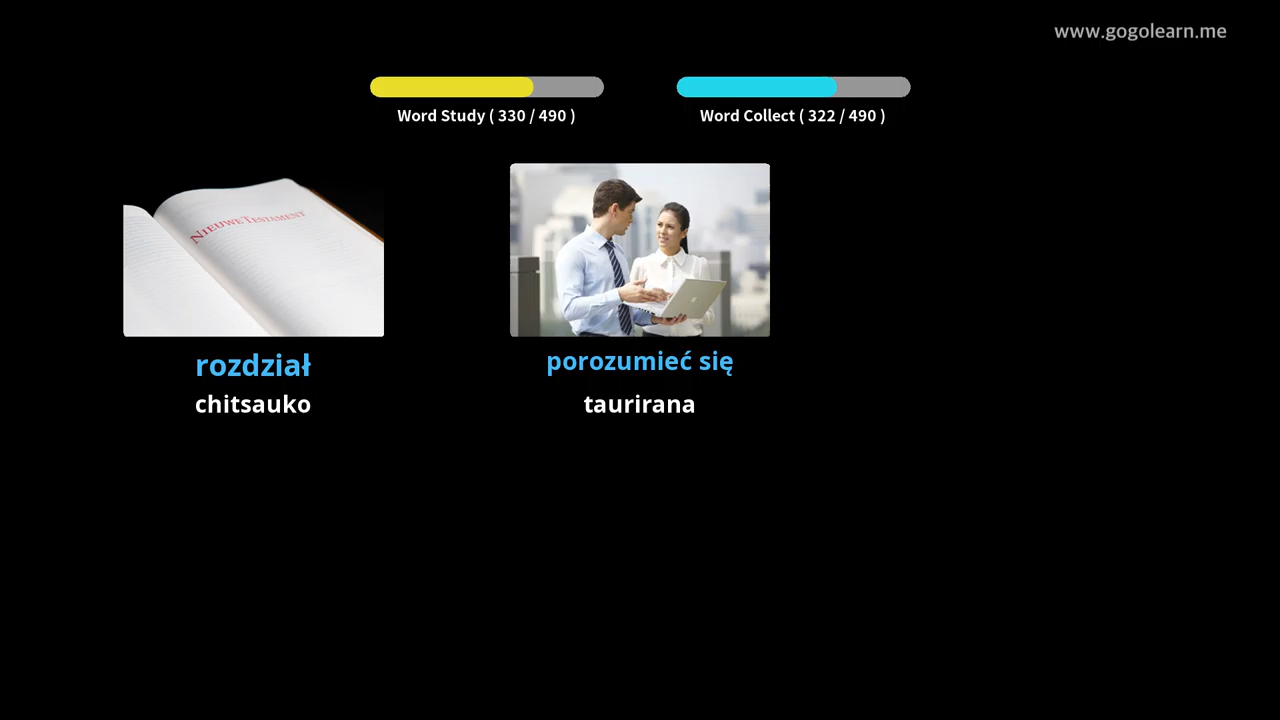 www.gogolearn.me
Word Study ( 330 / 490 )
Word Collect ( 322 / 490 )
NIEUWE TESTAMENT
rozdział
porozumieć się
chitsauko
taurirana